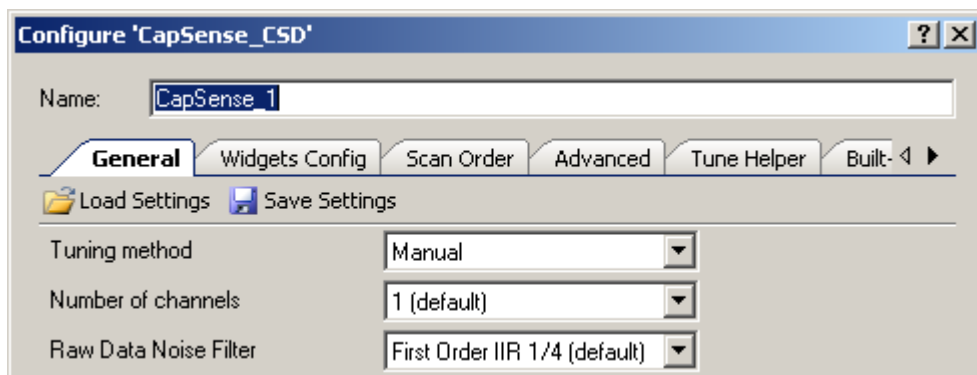 Configure 'CapSense_CSD'
Name: CapSense_1
General Widgets Config Scan Order Advanced Tune Helper Built-
Load Settings Save Settings
Tuning method Manual
Number of channels 1 (default)
Raw Data Noise Filter First Order IIR 1/4 (default)